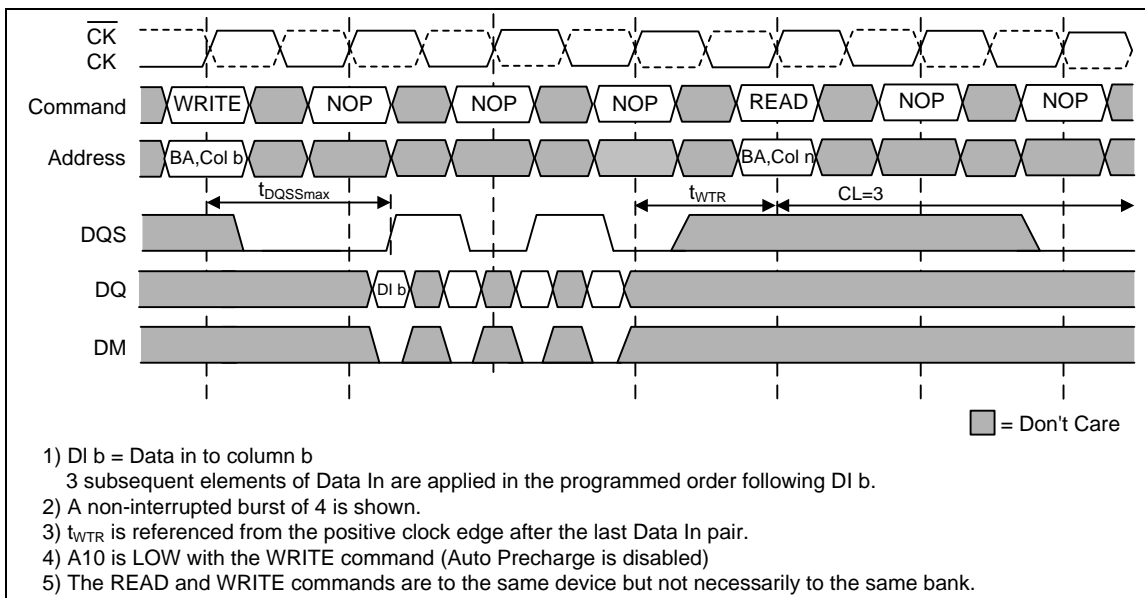 CK
CK
Command WRITE NOP NOP NOP READ NOP NOP
Address BA,Col b BA,Col n
tDQSSmax tWTR CL=3
DQS
DQ DI b
DM
= Don't Care
1) DI b = Data in to column b
3 subsequent elements of Data In are applied in the programmed order following DI b.
2) A non-interrupted burst of 4 is shown.
3) tWTR is referenced from the positive clock edge after the last Data In pair.
4) A10 is LOW with the WRITE command (Auto Precharge is disabled)
5) The READ and WRITE commands are to the same device but not necessarily to the same bank.